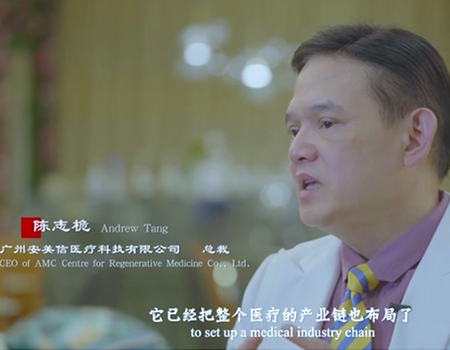 陈志桅 Andrew Tang
广州安美信医疗科技有限公司 总裁
CEO of AMC Centre for Regenerative Medicine Co., Ltd.
它已经把整个医疗的产业链也布局了
to set up a medical industry chain